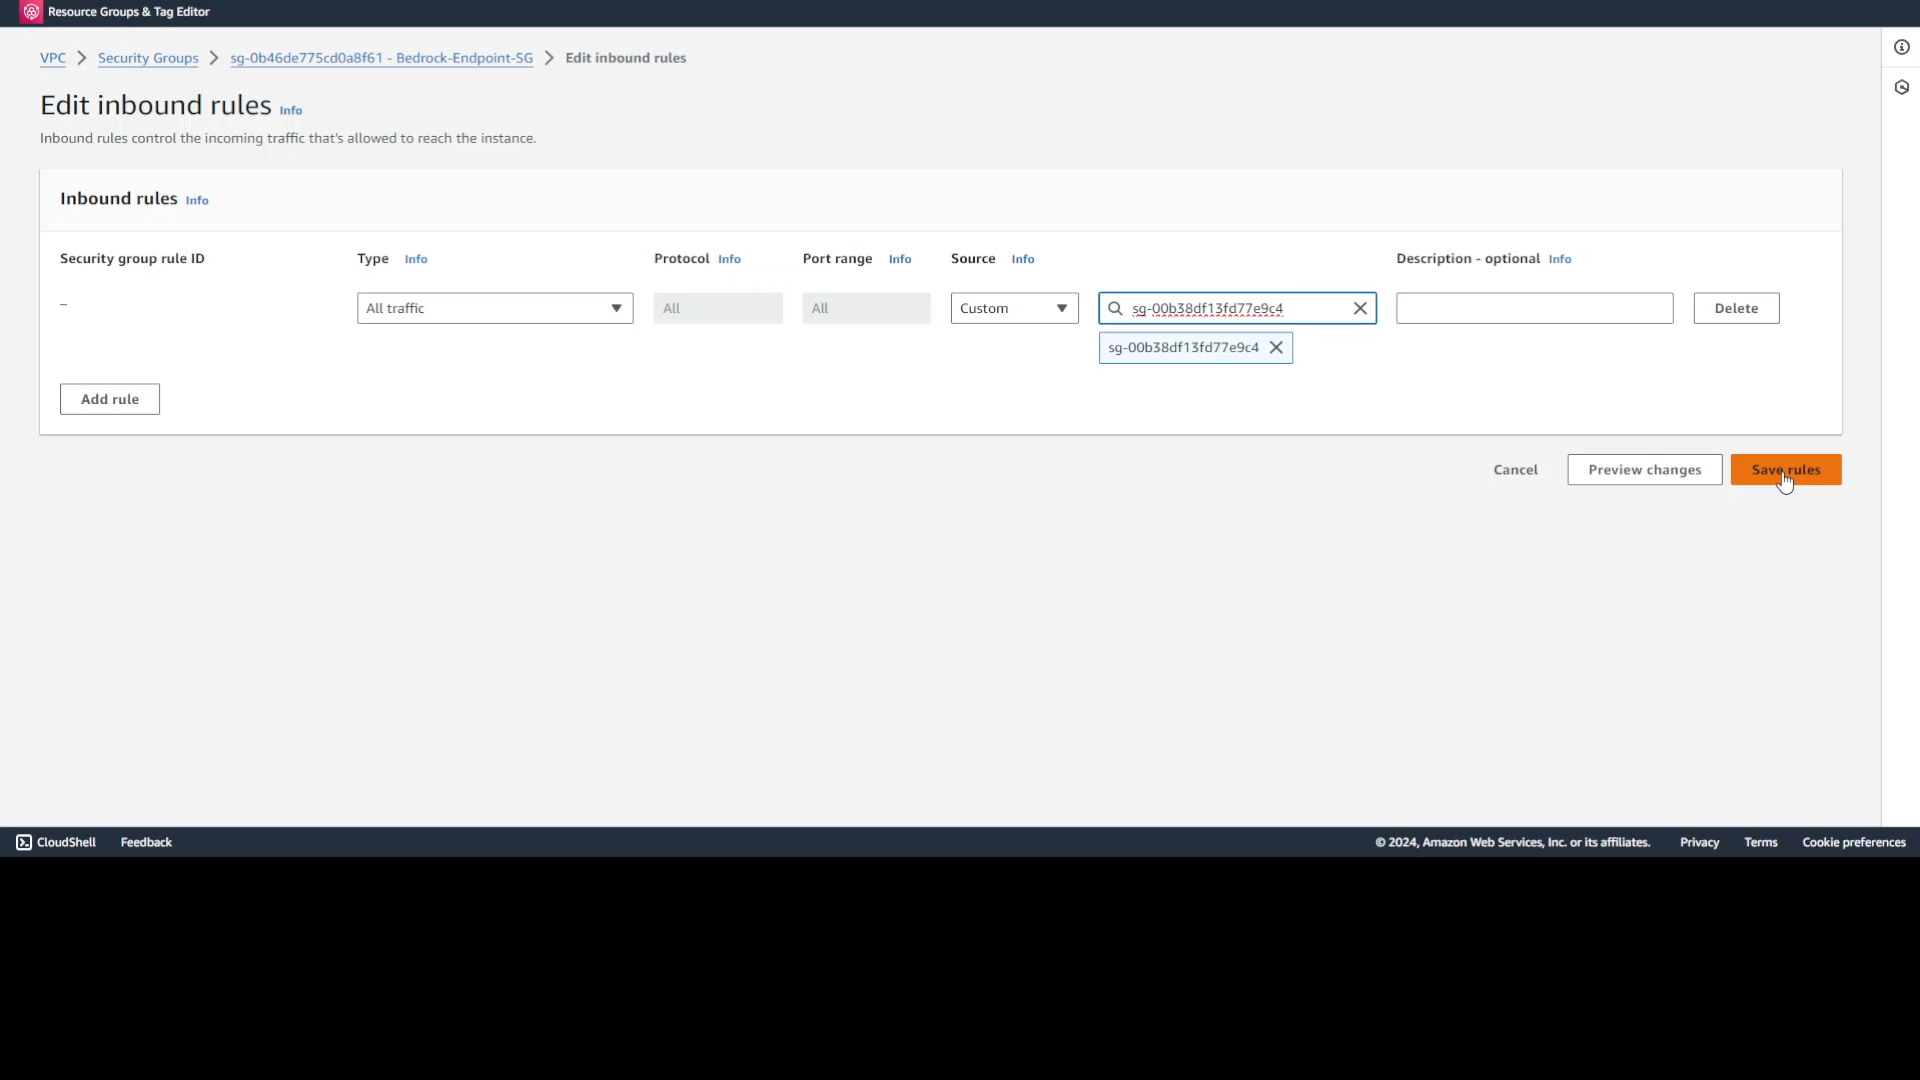 Resource Groups & Tag Editor
VPC > Security Groups > sg-0b46de775cd0a8f61 - Bedrock-Endpoint-SG > Edit inbound rules
Edit inbound rules Info
Inbound rules control the incoming traffic that's allowed to reach the instance.
Inbound rules Info
Security group rule ID Type Info Protocol Info Port range Info Source Info Description - optional Info
– All traffic All All Custom sg-00b38df13fd77e9c4 Delete
sg-00b38df13fd77e9c4
Add rule
Cancel Preview changes Save rules
CloudShell Feedback © 2024, Amazon Web Services, Inc. or its affiliates. Privacy Terms Cookie preferences